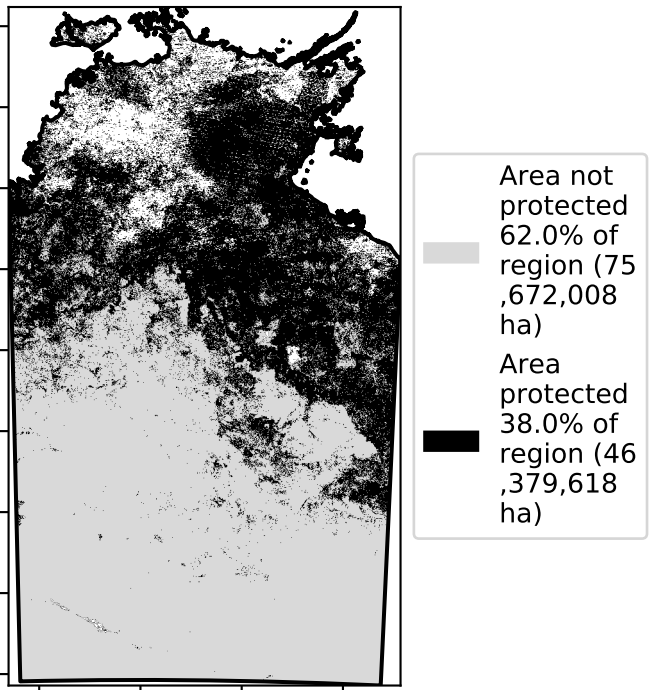 Area not
protected
62.0% of
region (75
,672,008
ha)
Area
protected
38.0% of
region (46
,379,618
ha)